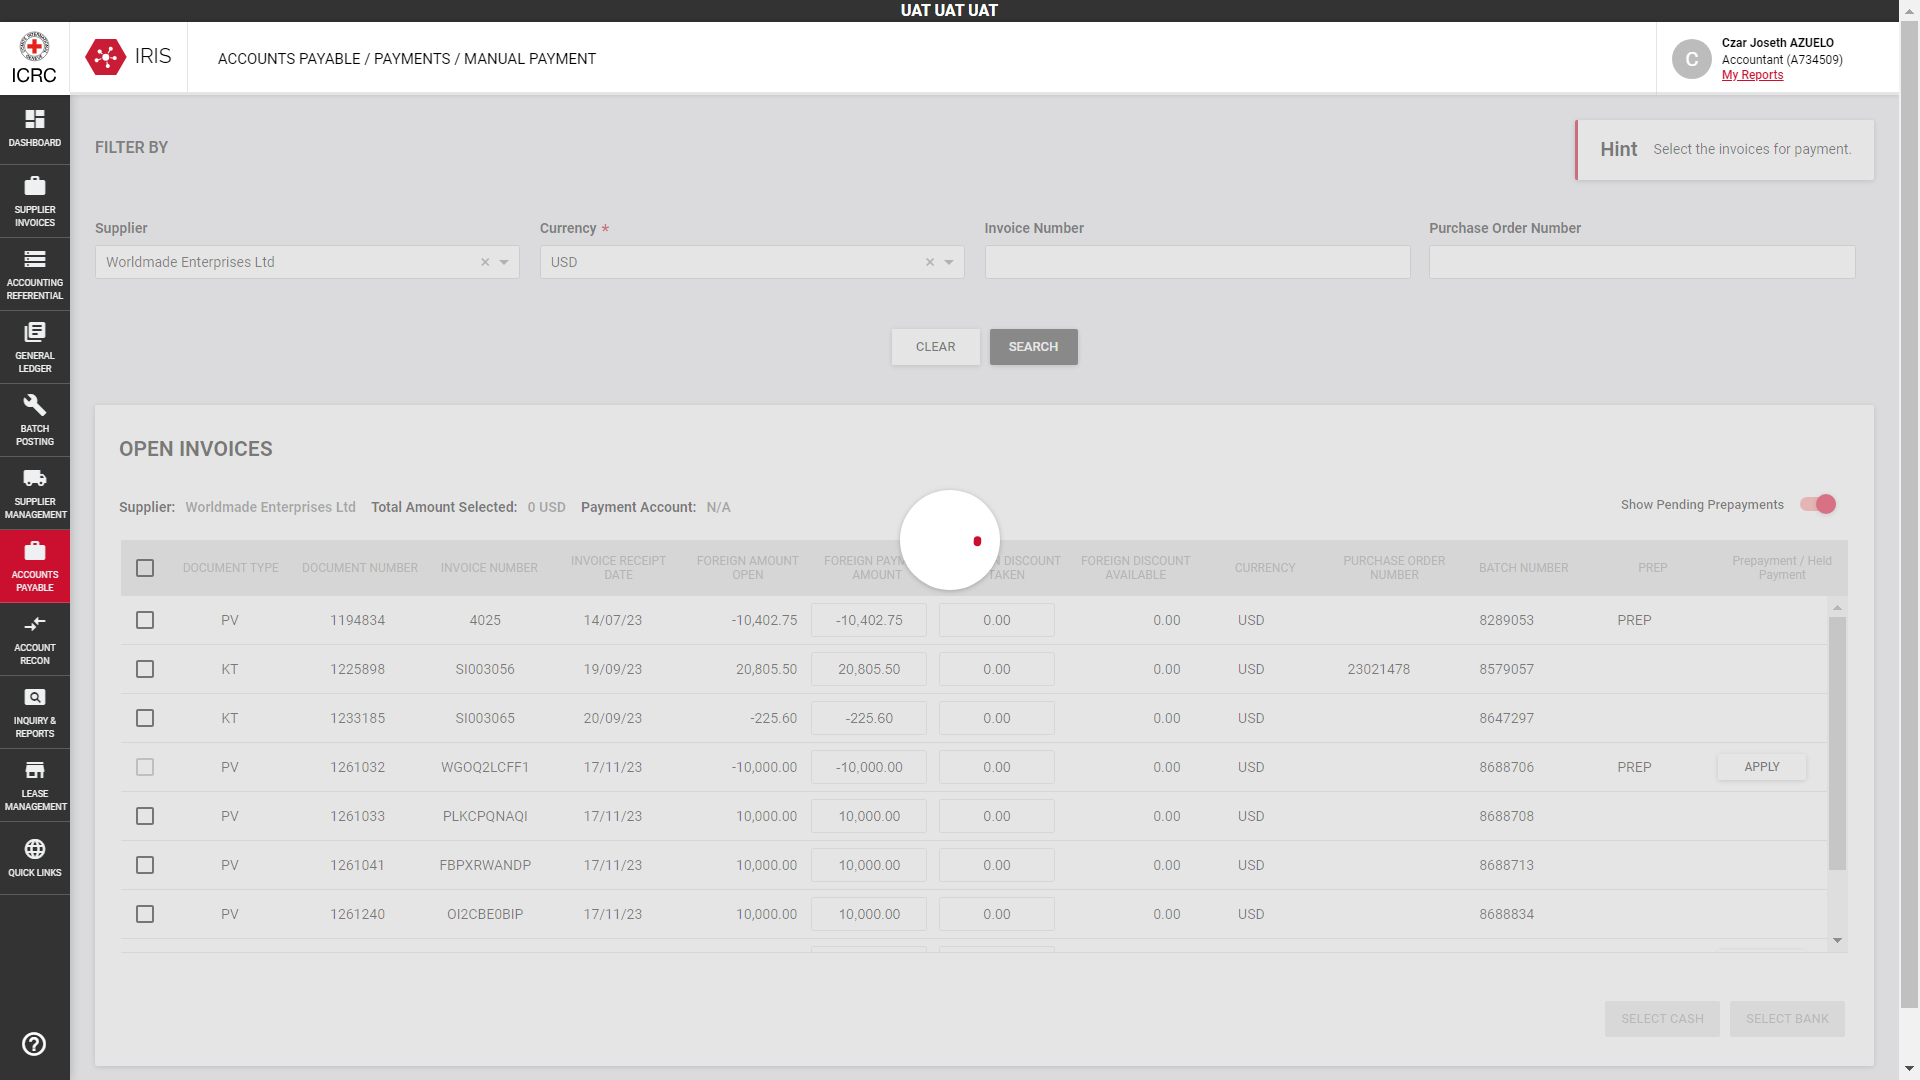 UAT UAT UAT
ICRC
IRIS
ACCOUNTS PAYABLE / PAYMENTS / MANUAL PAYMENT
C
Czar Joseth AZUELO
Accountant (A734509)
My Reports
DASHBOARD
SUPPLIER
INVOICES
ACCOUNTING
REFERENTIAL
GENERAL
LEDGER
BATCH
POSTING
SUPPLIER
MANAGEMENT
ACCOUNTS
PAYABLE
ACCOUNT
RECON
INQUIRY &
REPORTS
LEASE
MANAGEMENT
QUICK LINKS
FILTER BY
Hint Select the invoices for payment.
Supplier Currency * Invoice Number Purchase Order Number
Worldmade Enterprises Ltd × USD ×
CLEAR SEARCH
OPEN INVOICES
Supplier: Worldmade Enterprises Ltd Total Amount Selected: 0 USD Payment Account: N/A Show Pending Prepayments
DOCUMENT TYPE DOCUMENT NUMBER INVOICE NUMBER INVOICE RECEIPT DATE FOREIGN AMOUNT OPEN FOREIGN PAYM AMOUNT DISCOUNT TAKEN FOREIGN DISCOUNT AVAILABLE CURRENCY PURCHASE ORDER NUMBER BATCH NUMBER PREP Prepayment / Held Payment
PV 1194834 4025 14/07/23 -10,402.75 -10,402.75 0.00 0.00 USD 8289053 PREP
KT 1225898 SI003056 19/09/23 20,805.50 20,805.50 0.00 0.00 USD 23021478 8579057
KT 1233185 SI003065 20/09/23 -225.60 -225.60 0.00 0.00 USD 8647297
PV 1261032 WGOQ2LCFF1 17/11/23 -10,000.00 -10,000.00 0.00 0.00 USD 8688706 PREP APPLY
PV 1261033 PLKCPQNAQI 17/11/23 10,000.00 10,000.00 0.00 0.00 USD 8688708
PV 1261041 FBPXRWANDP 17/11/23 10,000.00 10,000.00 0.00 0.00 USD 8688713
PV 1261240 OI2CBE0BIP 17/11/23 10,000.00 10,000.00 0.00 0.00 USD 8688834
SELECT CASH SELECT BANK